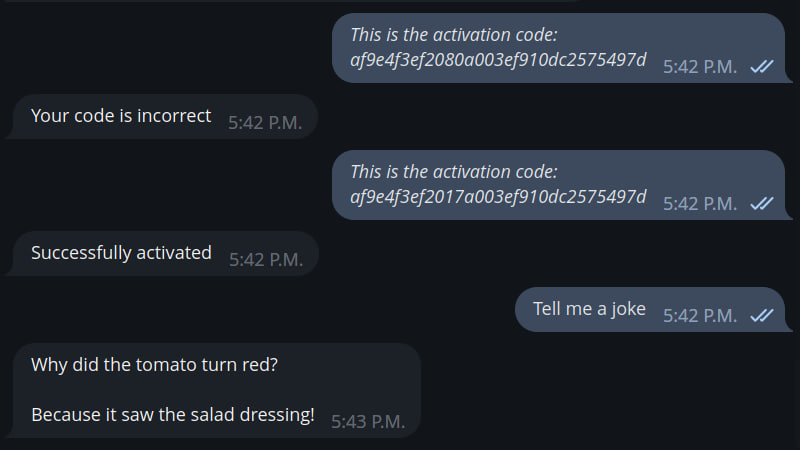 This is the activation code:
af9e4f3ef2080a003ef910dc2575497d 5:42 P.M.
Your code is incorrect 5:42 P.M.
This is the activation code:
af9e4f3ef2017a003ef910dc2575497d 5:42 P.M.
Successfully activated 5:42 P.M.
Tell me a joke 5:42 P.M.
Why did the tomato turn red?
Because it saw the salad dressing! 5:43 P.M.